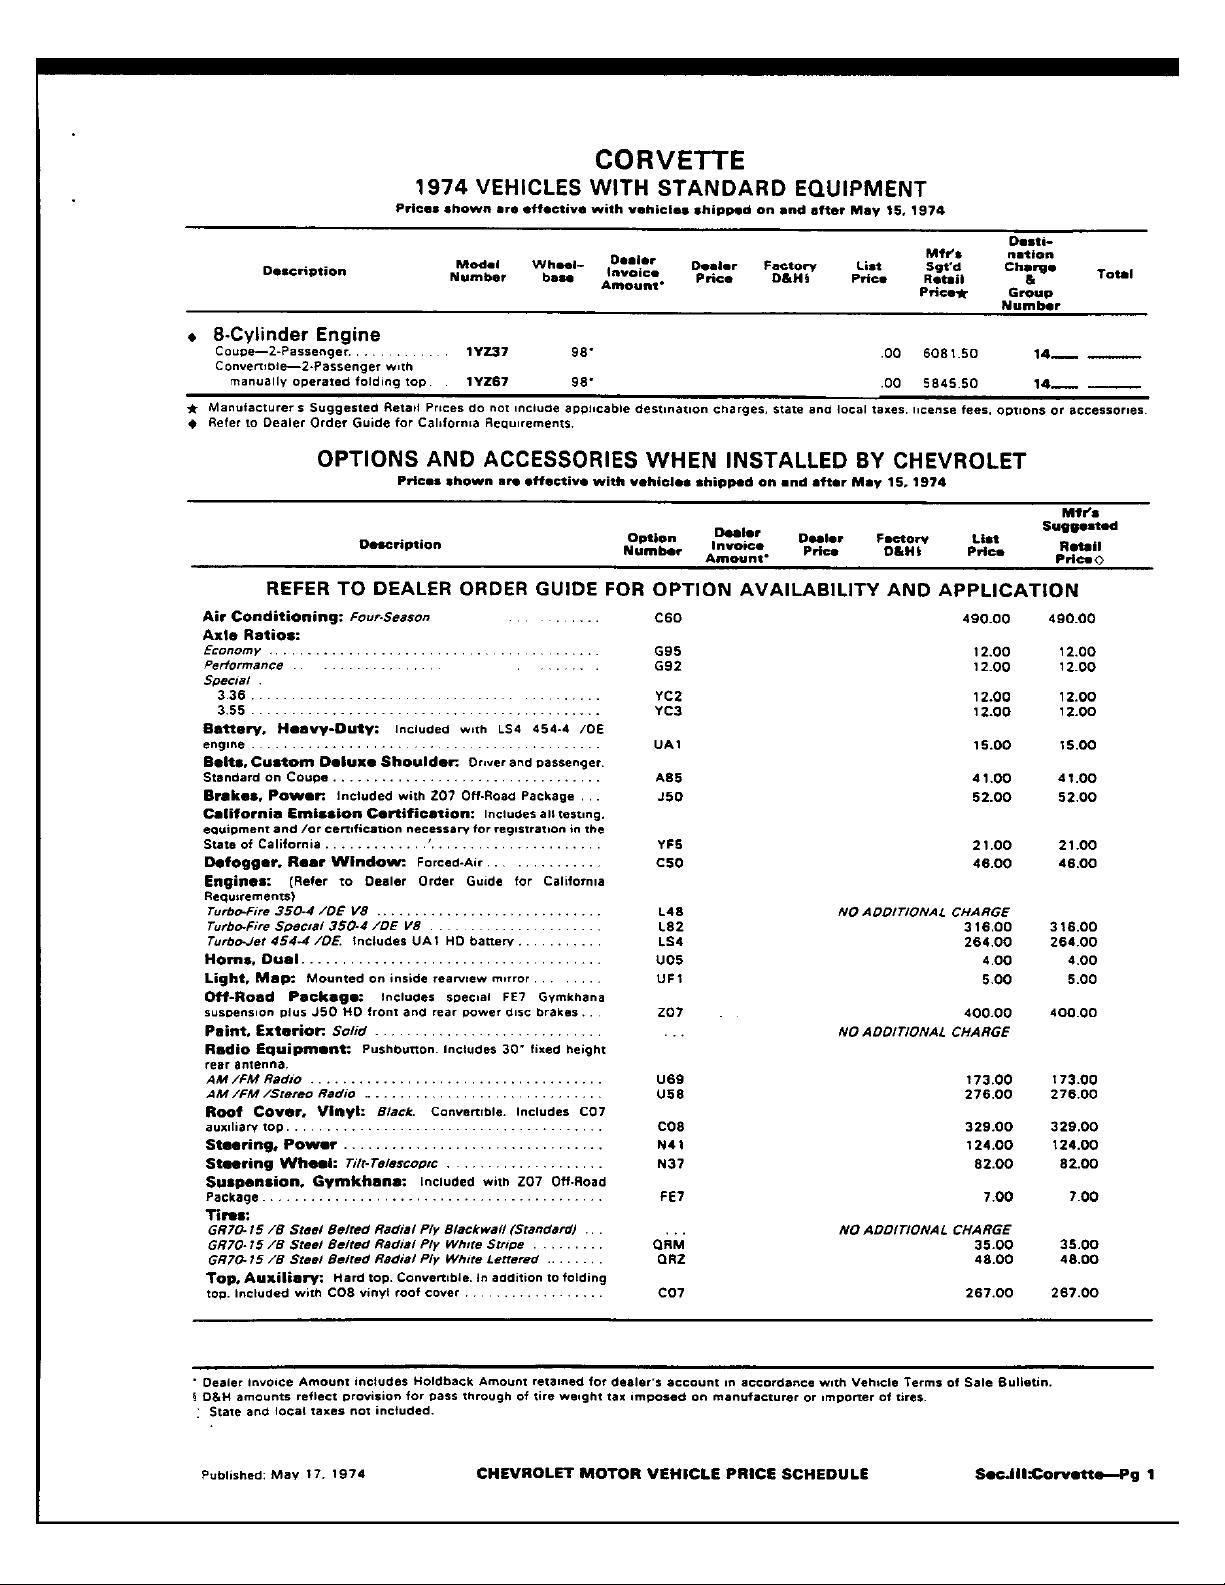 CORVETTE
1974 VEHICLES WITH STANDARD EQUIPMENT
Prices shown are effective with vehicles shipped on and after May 15, 1974
Description Model Number Wheel- base Dealer Invoice Amount* Dealer Price Factory D&H§ List Price Mfr's Sgt'd Retail Price★ Desti- nation Charge & Group Number Total
♦ 8-Cylinder Engine
Coupe—2-Passenger. . . . . . . . . . . . . 1YZ37 98" .00 6081.50 14___ ______
Convertible—2-Passenger with
manually operated folding top. . 1YZ67 98" .00 5845.50 14___ ______
★ Manufacturer s Suggested Retail Prices do not include applicable destination charges, state and local taxes, license fees, options or accessories.
♦ Refer to Dealer Order Guide for California Requirements.
OPTIONS AND ACCESSORIES WHEN INSTALLED BY CHEVROLET
Prices shown are effective with vehicles shipped on and after May 15, 1974
Description Option Number Dealer Invoice Amount* Dealer Price Factory D&H§ List Price Mfr's Suggested Retail Price◇
REFER TO DEALER ORDER GUIDE FOR OPTION AVAILABILITY AND APPLICATION
Air Conditioning: Four-Season . . . . . . . . . . . C60 490.00 490.00
Axle Ratios:
Economy . . . . . . . . . . . . G95 12.00 12.00
Performance . . . . . . . . . . . . G92 12.00 12.00
Special .
3.36 . . . . . . . . . . . . YC2 12.00 12.00
3.55 . . . . . . . . . . . . YC3 12.00 12.00
Battery, Heavy-Duty: Included with LS4 454-4 /DE
engine . . . . . . . . . . . . UA1 15.00 15.00
Belts, Custom Deluxe Shoulder: Driver and passenger.
Standard on Coupe . . . . . . . . . . . . A85 41.00 41.00
Brakes, Power: Included with Z07 Off-Road Package . . . J50 52.00 52.00
California Emission Certification: Includes all testing,
equipment and /or certification necessary for registration in the
State of California . . . . . . . . . . . . YF5 21.00 21.00
Defogger, Rear Window: Forced-Air . . . . . . . . . . . . C50 46.00 46.00
Engines: (Refer to Dealer Order Guide for California
Requirements)
Turbo-Fire 350-4 /DE V8 . . . . . . . . . . . . L48 NO ADDITIONAL CHARGE
Turbo-Fire Special 350-4 /DE V8 . . . . . . . . . . . . L82 316.00 316.00
Turbo-Jet 454-4 /DE. Includes UA1 HD battery . . . . . . . . . . . LS4 264.00 264.00
Horns, Dual . . . . . . . . . . . . U05 4.00 4.00
Light, Map: Mounted on inside rearview mirror . . . . . . . . UF1 5.00 5.00
Off-Road Package: Includes special FE7 Gymkhana
suspension plus J50 HD front and rear power disc brakes . . . Z07 400.00 400.00
Paint, Exterior: Solid . . . . . . . . . . . . . . . NO ADDITIONAL CHARGE
Radio Equipment: Pushbutton. Includes 30" fixed height
rear antenna.
AM /FM Radio . . . . . . . . . . . . U69 173.00 173.00
AM /FM /Stereo Radio . . . . . . . . . . . . U58 276.00 276.00
Roof Cover, Vinyl: Black. Convertible. Includes C07
auxiliary top . . . . . . . . . . . . C08 329.00 329.00
Steering, Power . . . . . . . . . . . . N41 124.00 124.00
Steering Wheel: Tilt-Telescopic . . . . . . . . . . . . N37 82.00 82.00
Suspension, Gymkhana: Included with Z07 Off-Road
Package . . . . . . . . . . . . FE7 7.00 7.00
Tires:
GR70-15 /B Steel Belted Radial Ply Blackwall (Standard) . . . . . . NO ADDITIONAL CHARGE
GR70-15 /B Steel Belted Radial Ply White Stripe . . . . . . . . . QRM 35.00 35.00
GR70-15 /B Steel Belted Radial Ply White Lettered . . . . . . . . QRZ 48.00 48.00
Top, Auxiliary: Hard top. Convertible. In addition to folding
top. Included with C08 vinyl roof cover . . . . . . . . . . . . C07 267.00 267.00
* Dealer Invoice Amount includes Holdback Amount retained for dealer's account in accordance with Vehicle Terms of Sale Bulletin.
§ D&H amounts reflect provision for pass through of tire weight tax imposed on manufacturer or importer of tires.
State and local taxes not included.
Published: May 17, 1974 CHEVROLET MOTOR VEHICLE PRICE SCHEDULE Sec.III:Corvette—Pg 1